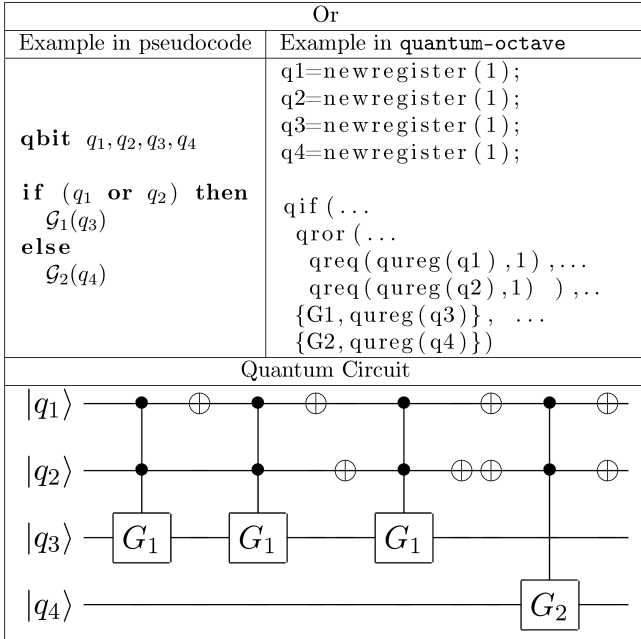 Or
Example in pseudocode
Example in quantum-octave
qbit q₁, q₂, q₃, q₄
if (q₁ or q₂) then
𝒢₁(q₃)
else
𝒢₂(q₄)
q1=newregister(1);
q2=newregister(1);
q3=newregister(1);
q4=newregister(1);
qif(...
qror(...
qreq(qureg(q1),1),...
qreq(qureg(q2),1) ),..
{G1,qureg(q3)}, ...
{G2,qureg(q4)})
Quantum Circuit
|q₁⟩
|q₂⟩
|q₃⟩ G₁ G₁ G₁
|q₄⟩ G₂